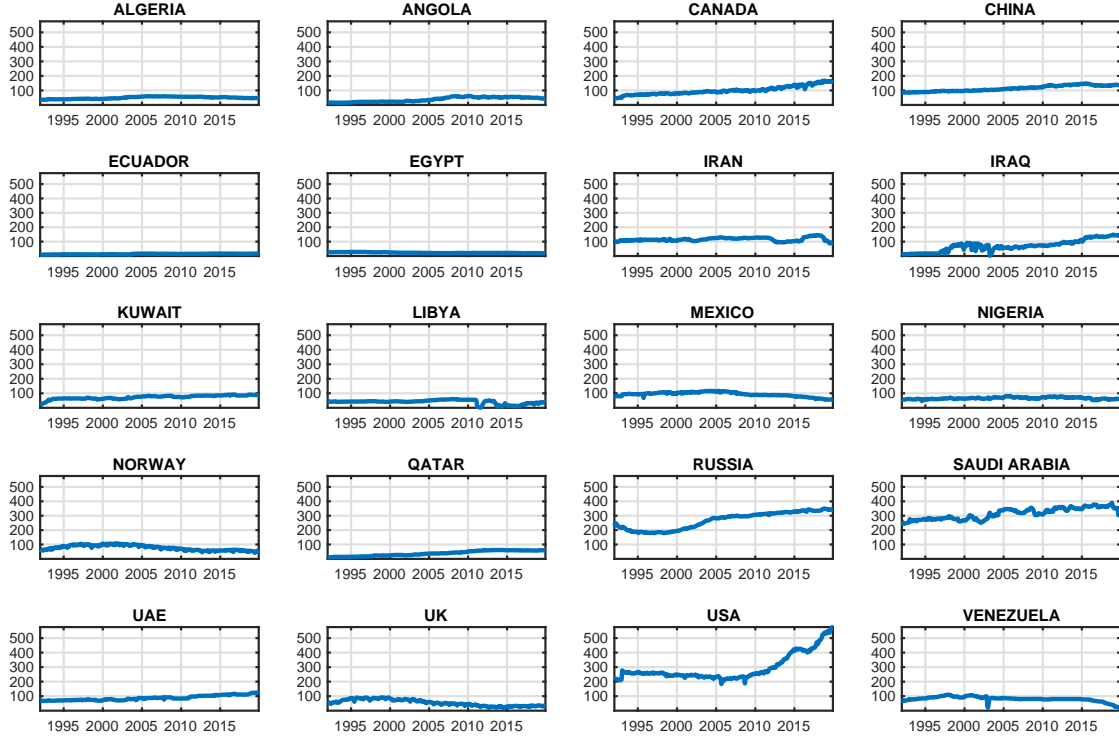 ALGERIA ANGOLA CANADA CHINA
500 500 500 500
400 400 400 400
300 300 300 300
200 200 200 200
100 100 100 100
1995 2000 2005 2010 2015 1995 2000 2005 2010 2015 1995 2000 2005 2010 2015 1995 2000 2005 2010 2015
ECUADOR EGYPT IRAN IRAQ
500 500 500 500
400 400 400 400
300 300 300 300
200 200 200 200
100 100 100 100
1995 2000 2005 2010 2015 1995 2000 2005 2010 2015 1995 2000 2005 2010 2015 1995 2000 2005 2010 2015
KUWAIT LIBYA MEXICO NIGERIA
500 500 500 500
400 400 400 400
300 300 300 300
200 200 200 200
100 100 100 100
1995 2000 2005 2010 2015 1995 2000 2005 2010 2015 1995 2000 2005 2010 2015 1995 2000 2005 2010 2015
NORWAY QATAR RUSSIA SAUDI ARABIA
500 500 500 500
400 400 400 400
300 300 300 300
200 200 200 200
100 100 100 100
1995 2000 2005 2010 2015 1995 2000 2005 2010 2015 1995 2000 2005 2010 2015 1995 2000 2005 2010 2015
UAE UK USA VENEZUELA
500 500 500 500
400 400 400 400
300 300 300 300
200 200 200 200
100 100 100 100
1995 2000 2005 2010 2015 1995 2000 2005 2010 2015 1995 2000 2005 2010 2015 1995 2000 2005 2010 2015